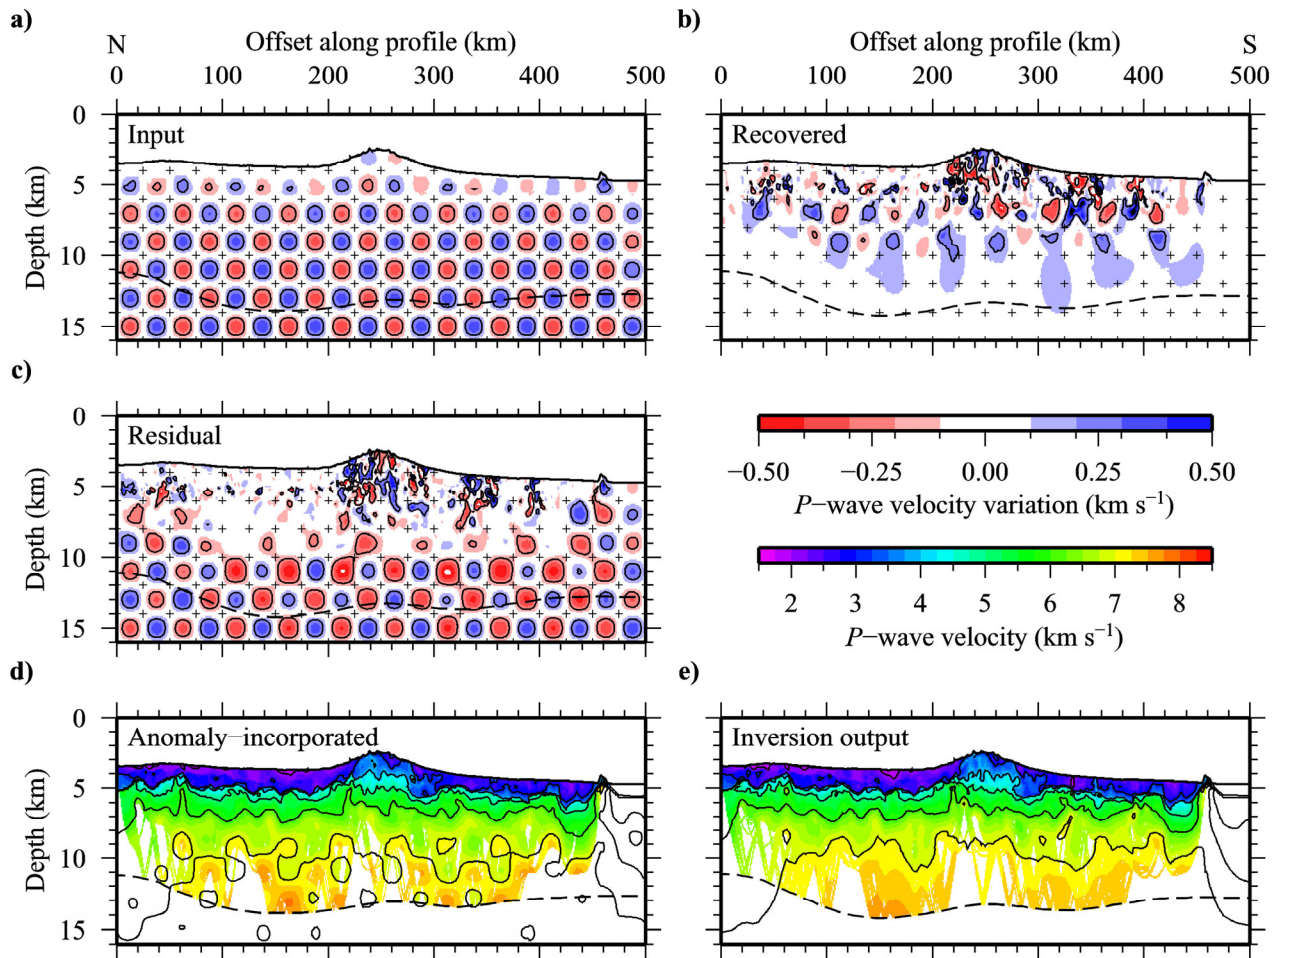 a)
b)
N
Offset along profile (km)
Offset along profile (km)
S
0 100 200 300 400 500
0 100 200 300 400 500
0
5
10
15
Depth (km)
Input
Recovered
c)
0
5
10
15
Depth (km)
Residual
−0.50 −0.25 0.00 0.25 0.50
P−wave velocity variation (km s−1)
2 3 4 5 6 7 8
P−wave velocity (km s−1)
d)
e)
0
5
10
15
Depth (km)
Anomaly−incorporated
Inversion output